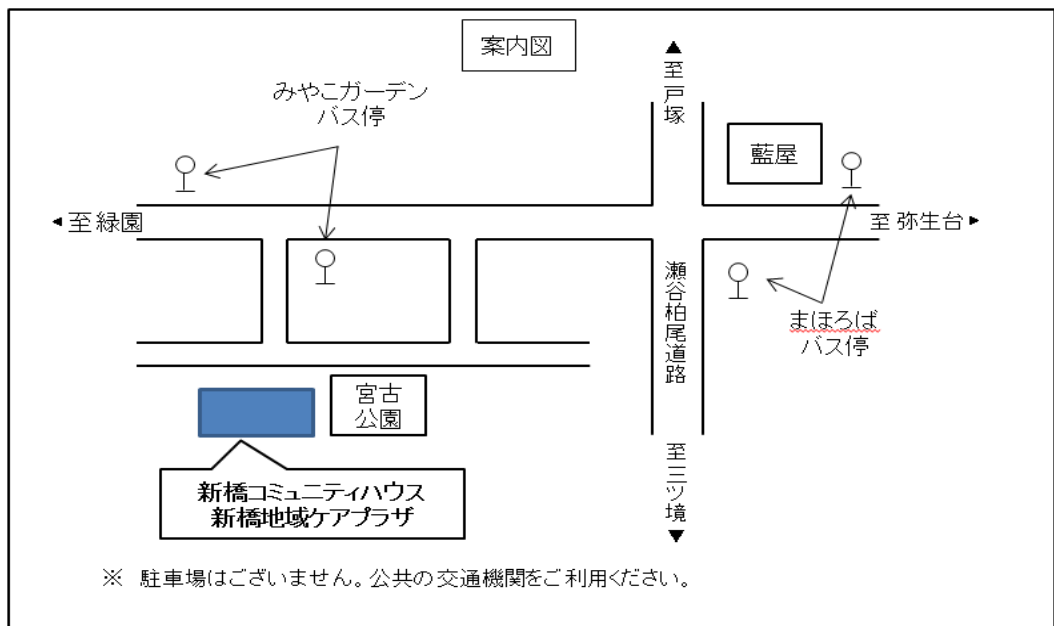 案内図
至戸塚
みやこガーデン
バス停
藍屋
至 緑園
至 弥生台
瀬谷柏尾道路
まほろば
バス停
宮古
公園
新橋コミュニティハウス
新橋地域ケアプラザ
至三ツ境
※ 駐車場はございません。公共の交通機関をご利用ください。